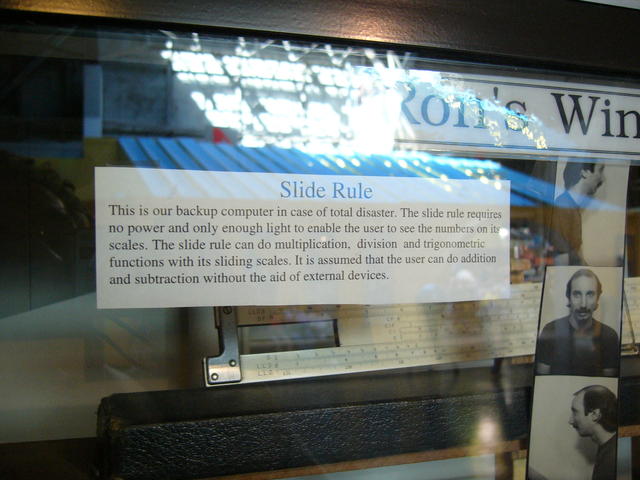 Ron's Win
Slide Rule
This is our backup computer in case of total disaster. The slide rule requires
no power and only enough light to enable the user to see the numbers on its
scales. The slide rule can do multiplication, division and trigonometric
functions with its sliding scales. It is assumed that the user can do addition
and subtraction without the aid of external devices.